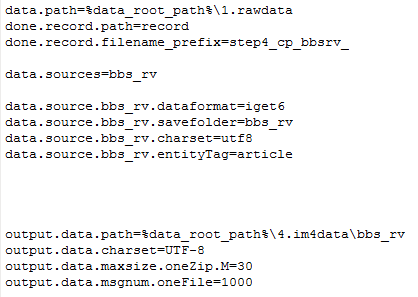 data.path=%data_root_path%\1.rawdata
done.record.path=record
done.record.filename_prefix=step4_cp_bbsrv_
data.sources=bbs_rv
data.source.bbs_rv.dataformat=iget6
data.source.bbs_rv.savefolder=bbs_rv
data.source.bbs_rv.charset=utf8
data.source.bbs_rv.entityTag=article
output.data.path=%data_root_path%\4.im4data\bbs_rv
output.data.charset=UTF-8
output.data.maxsize.oneZip.M=30
output.data.msgnum.oneFile=1000